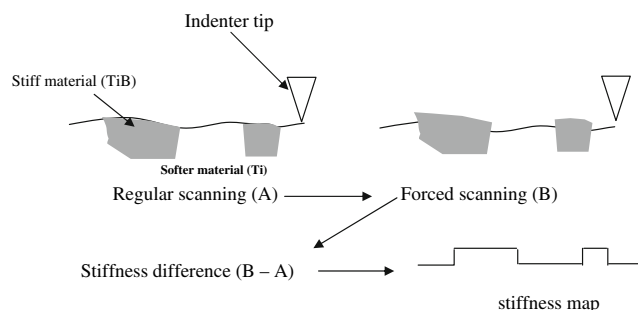 Indenter tip
Stiff material (TiB)
Softer material (Ti)
Regular scanning (A)
Forced scanning (B)
Stiffness difference (B – A)
stiffness map